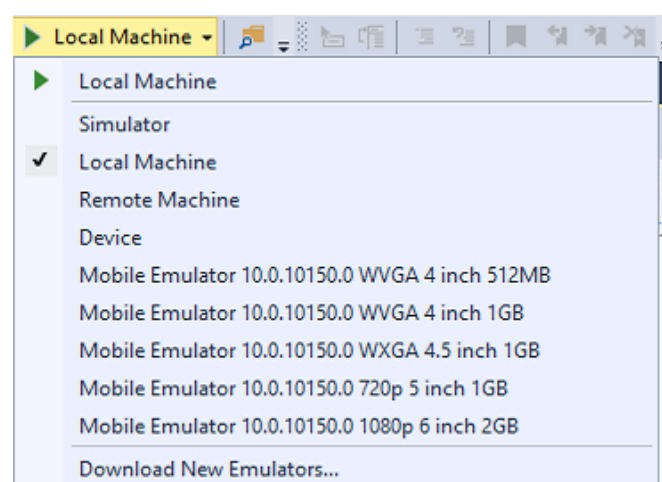 Local Machine
Local Machine
Simulator
Local Machine
Remote Machine
Device
Mobile Emulator 10.0.10150.0 WVGA 4 inch 512MB
Mobile Emulator 10.0.10150.0 WVGA 4 inch 1GB
Mobile Emulator 10.0.10150.0 WXGA 4.5 inch 1GB
Mobile Emulator 10.0.10150.0 720p 5 inch 1GB
Mobile Emulator 10.0.10150.0 1080p 6 inch 2GB
Download New Emulators...